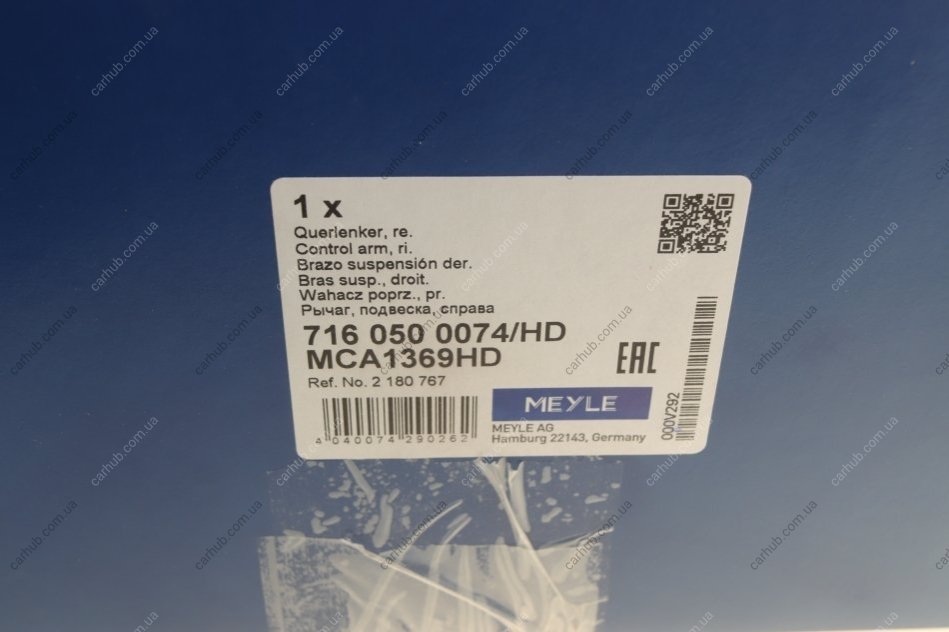 1 x
Querlenker, re.
Control arm, ri.
Brazo suspensión der.
Bras susp., droit.
Wahacz poprz., pr.
Рычаг, подвеска, справа
716 050 0074/HD
MCA1369HD
Ref. No. 2 180 767
EAC
MEYLE
MEYLE AG
Hamburg 22143, Germany
4 040074 290262
000V292
carhub.com.ua